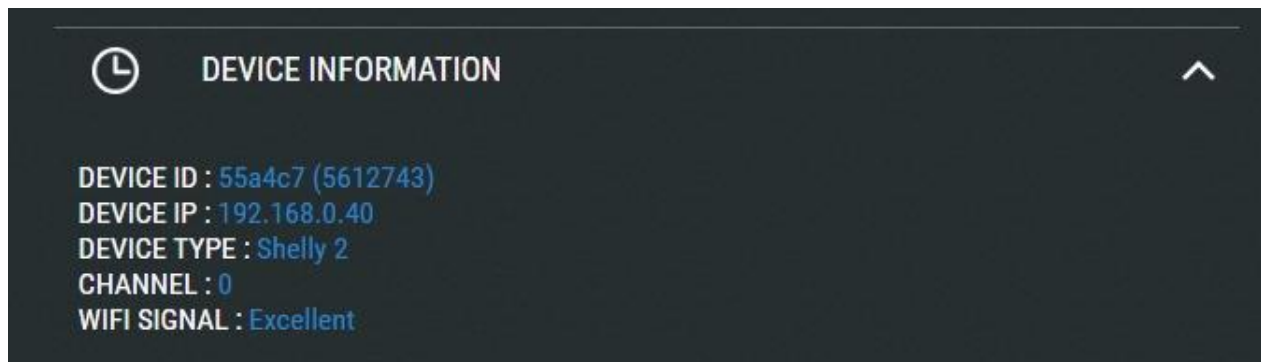 DEVICE INFORMATION
DEVICE ID : 55a4c7 (5612743)
DEVICE IP : 192.168.0.40
DEVICE TYPE : Shelly 2
CHANNEL : 0
WIFI SIGNAL : Excellent